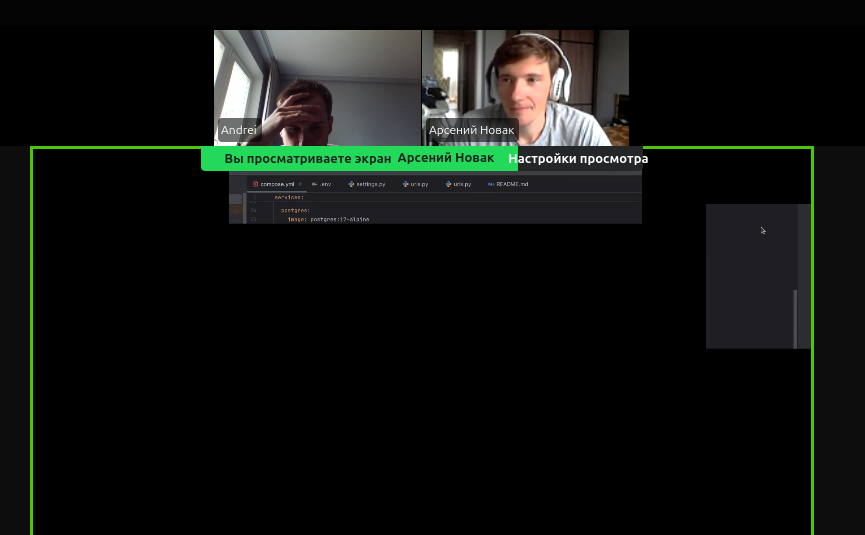 Andrei
Арсений Новак
Вы просматриваете экран Арсений Новак Настройки просмотра
compose.yml .env settings.py urls.py urls.py README.md
services:
postgres:
image: postgres:17-alpine